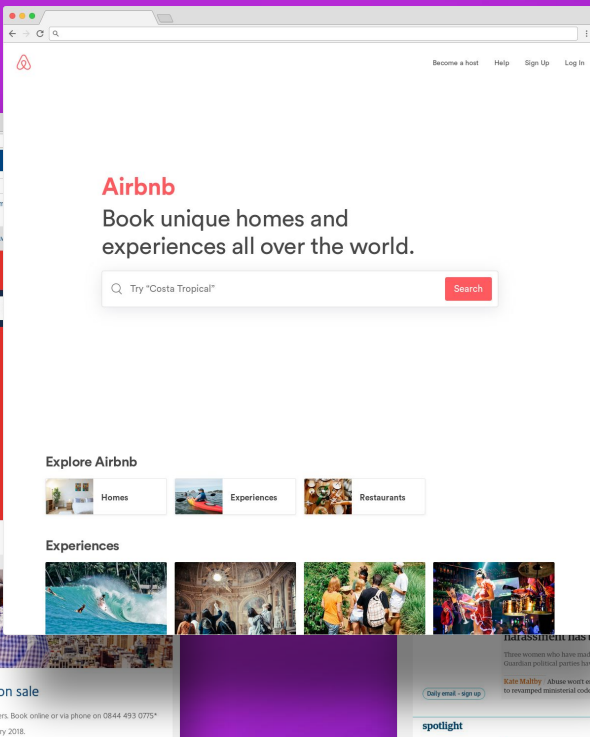 Become a host Help Sign Up Log In
Airbnb
Book unique homes and
experiences all over the world.
Try “Costa Tropical”
Search
Explore Airbnb
Homes
Experiences
Restaurants
Experiences
on sale
ers. Book online or via phone on 0844 493 0775*
ry 2018.
harassment has
Three women who have mad
Guardian political parties hav
Kate Maltby Abuse won't e
to revamped ministerial code
Daily email - sign up
spotlight